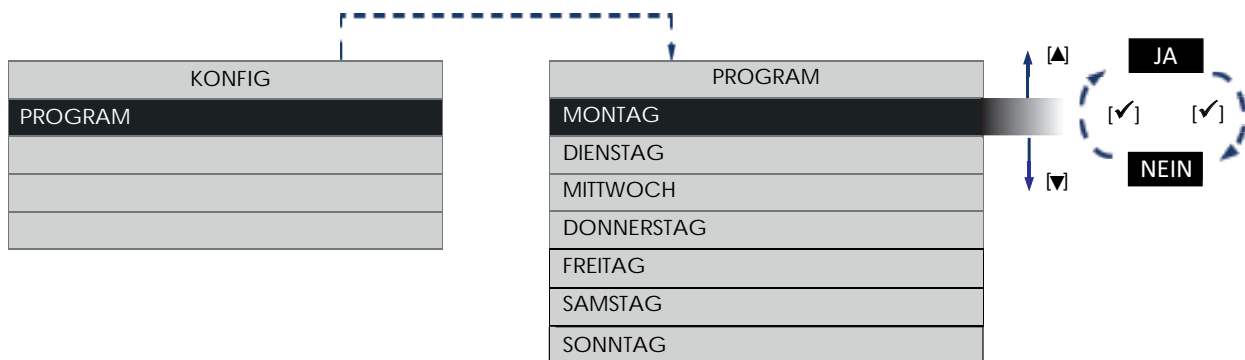 KONFIG
PROGRAM
PROGRAM
MONTAG
DIENSTAG
MITTWOCH
DONNERSTAG
FREITAG
SAMSTAG
SONNTAG
[▲]
JA
[✔] [✔]
NEIN
[▼]